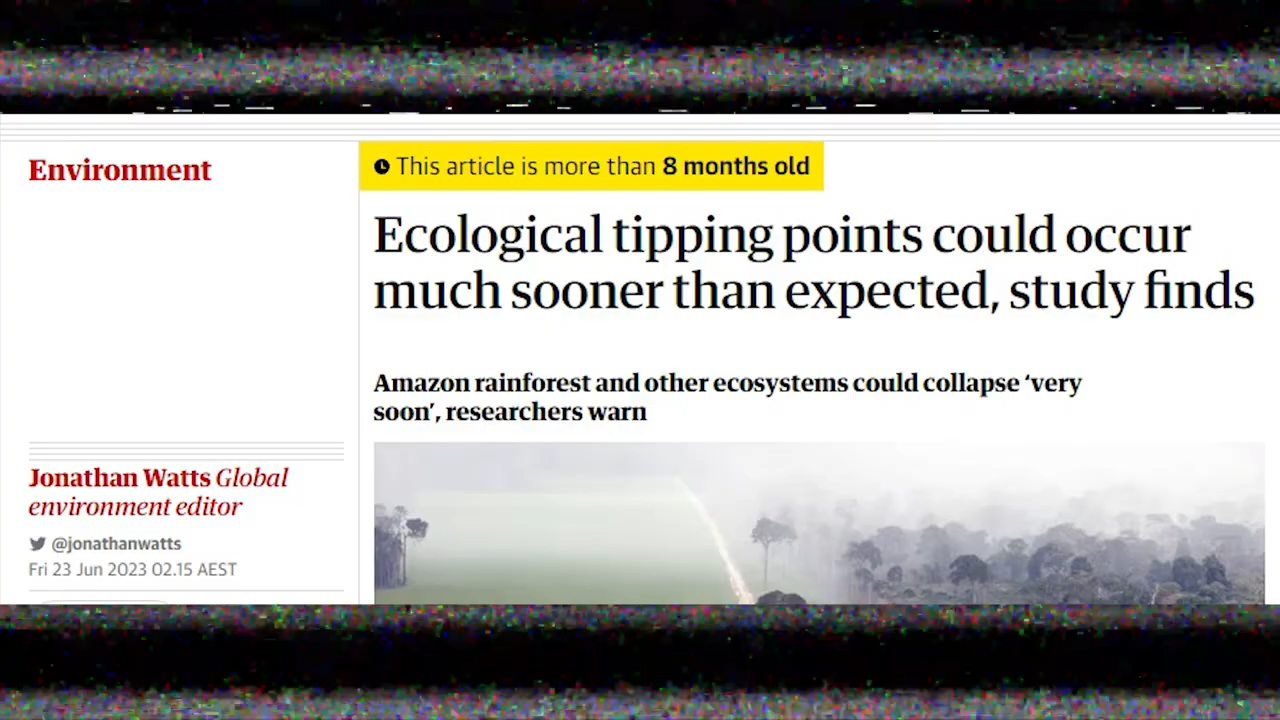 Environment
This article is more than 8 months old
Ecological tipping points could occur
much sooner than expected, study finds
Amazon rainforest and other ecosystems could collapse ‘very
soon’, researchers warn
Jonathan Watts Global
environment editor
@jonathanwatts
Fri 23 Jun 2023 02.15 AEST